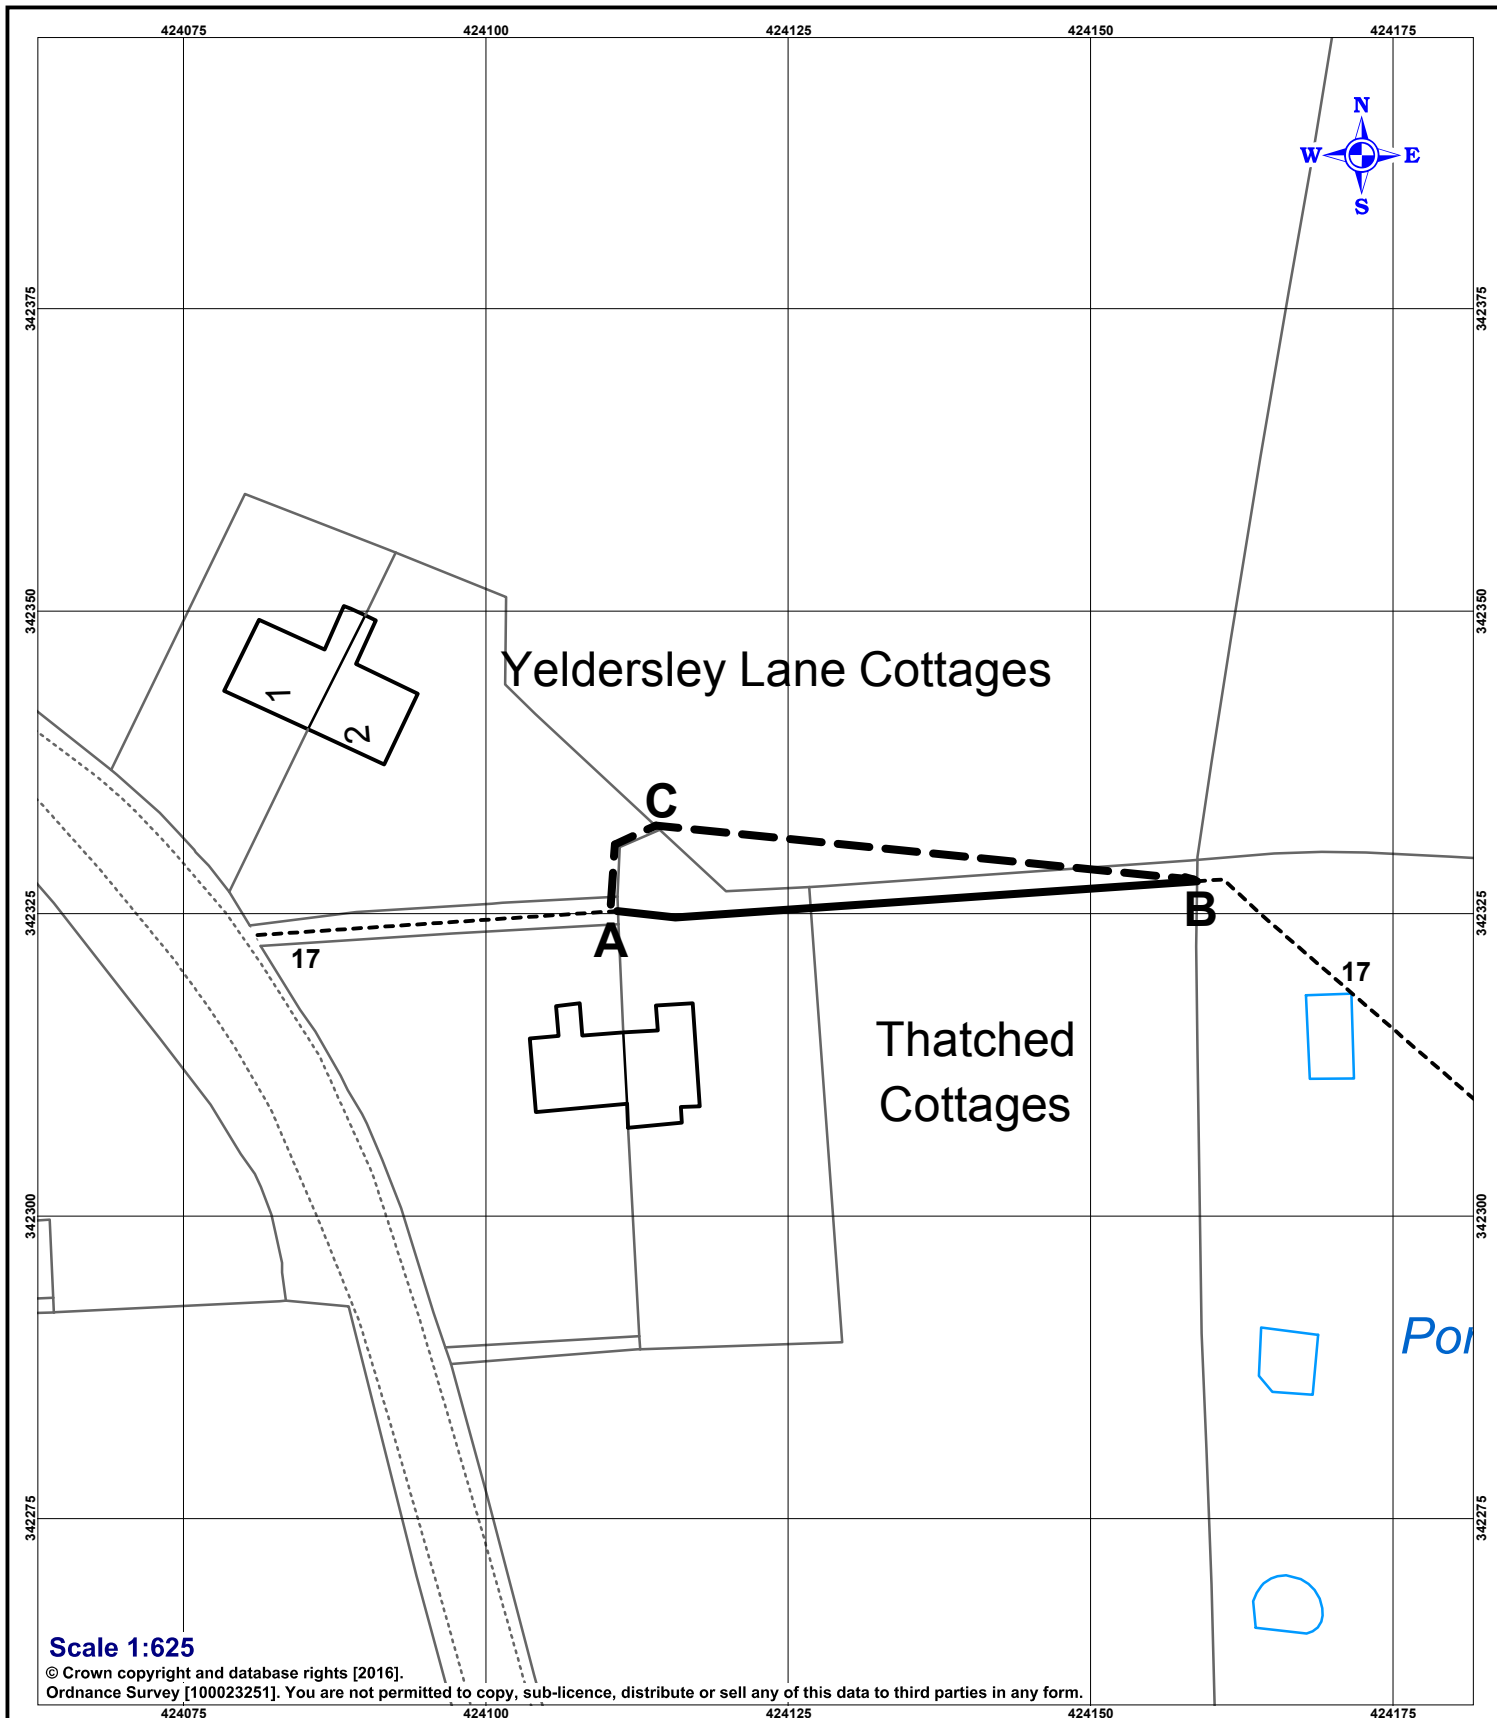 424075 424100 424125 424150 424175
N
W E
S
342375 342375
342350 342350
Yeldersley Lane Cottages
1
2
C
342325 342325
B
A
17
17
Thatched
Cottages
342300 342300
Por
342275 342275
Scale 1:625
© Crown copyright and database rights [2016].
Ordnance Survey [100023251]. You are not permitted to copy, sub-licence, distribute or sell any of this data to third parties in any form.
424075 424100 424125 424150 424175